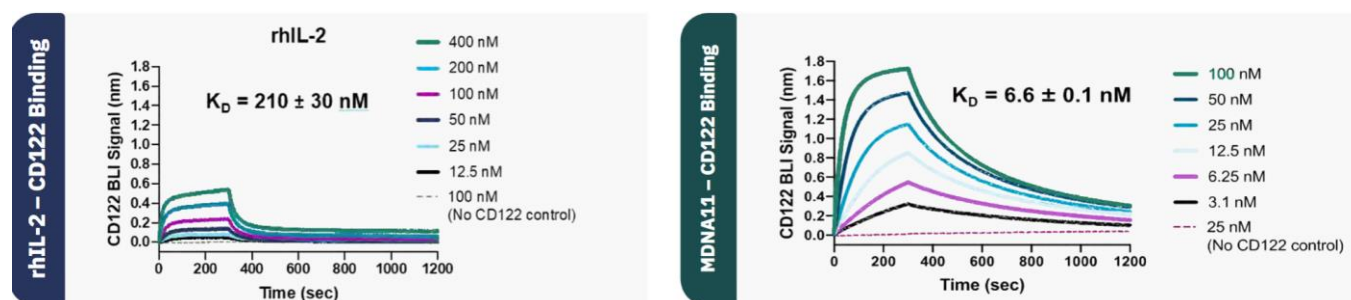 rhIL-2 – CD122 Binding
rhIL-2
K_D = 210 ± 30 nM
CD122 BLI Signal (nm)
1.8
1.6
1.4
1.2
1.0
0.8
0.6
0.4
0.2
0.0
0 200 400 600 800 1000 1200
Time (sec)
400 nM
200 nM
100 nM
50 nM
25 nM
12.5 nM
100 nM
(No CD122 control)
MDNA11 – CD122 Binding
K_D = 6.6 ± 0.1 nM
CD122 BLI Signal (nm)
1.8
1.6
1.4
1.2
1.0
0.8
0.6
0.4
0.2
0.0
0 200 400 600 800 1000 1200
Time (sec)
100 nM
50 nM
25 nM
12.5 nM
6.25 nM
3.1 nM
25 nM
(No CD122 control)